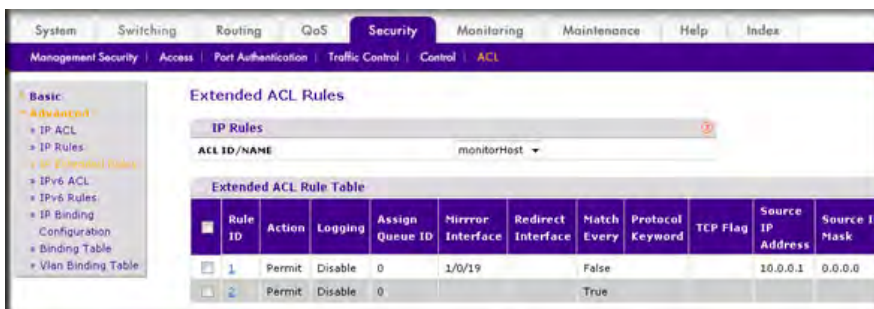 System Switching Routing QoS Security Monitoring Maintenance Help Index
Management Security Access Port Authentication Traffic Control Control ACL
Basic
Advanced
IP ACL
IP Rules
IP Extended Rules
IPv6 ACL
IPv6 Rules
IP Binding
Configuration
Binding Table
Vlan Binding Table
Extended ACL Rules
IP Rules
ACL ID/NAME monitorHost
Extended ACL Rule Table
Rule ID Action Logging Assign Queue ID Mirrror Interface Redirect Interface Match Every Protocol Keyword TCP Flag Source IP Address Source I Mask
1 Permit Disable 0 1/0/19 False 10.0.0.1 0.0.0.0
2 Permit Disable 0 True